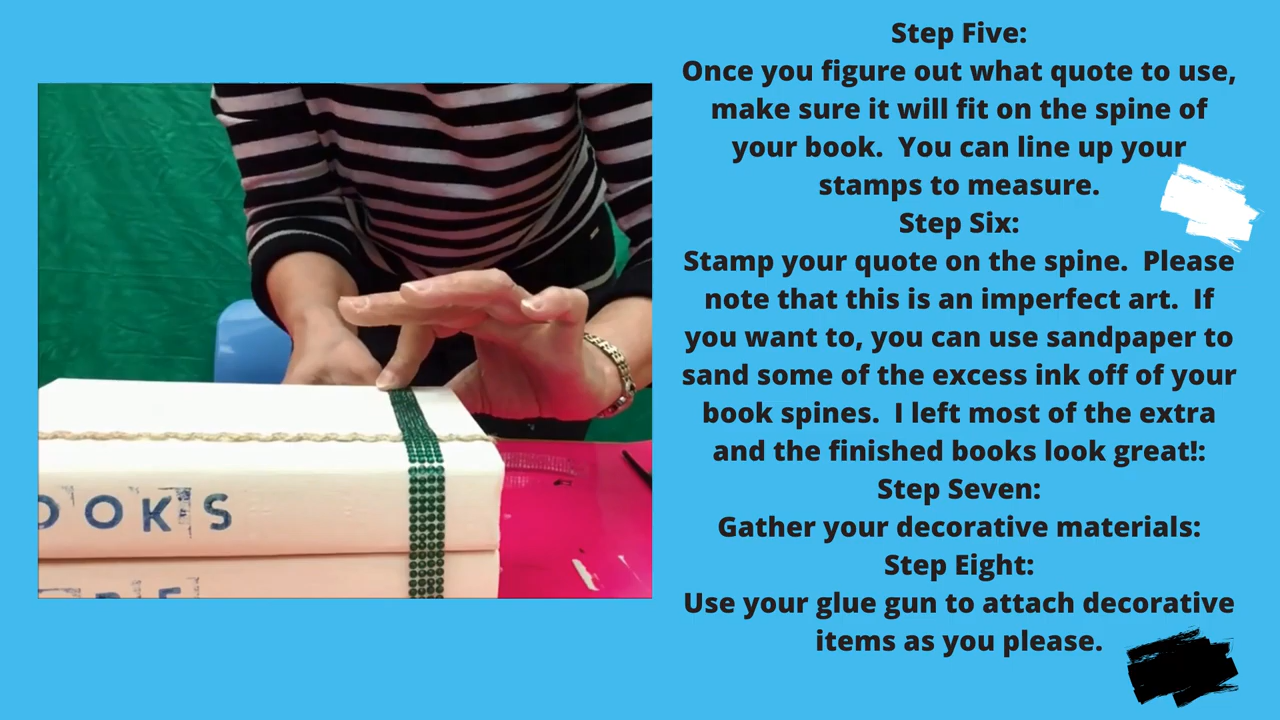 Step Five:
Once you figure out what quote to use,
make sure it will fit on the spine of
your book.  You can line up your
stamps to measure.
Step Six:
Stamp your quote on the spine.  Please
note that this is an imperfect art.  If
you want to, you can use sandpaper to
sand some of the excess ink off of your
book spines.  I left most of the extra
and the finished books look great!:
Step Seven:
Gather your decorative materials:
Step Eight:
Use your glue gun to attach decorative
items as you please.
OOKS